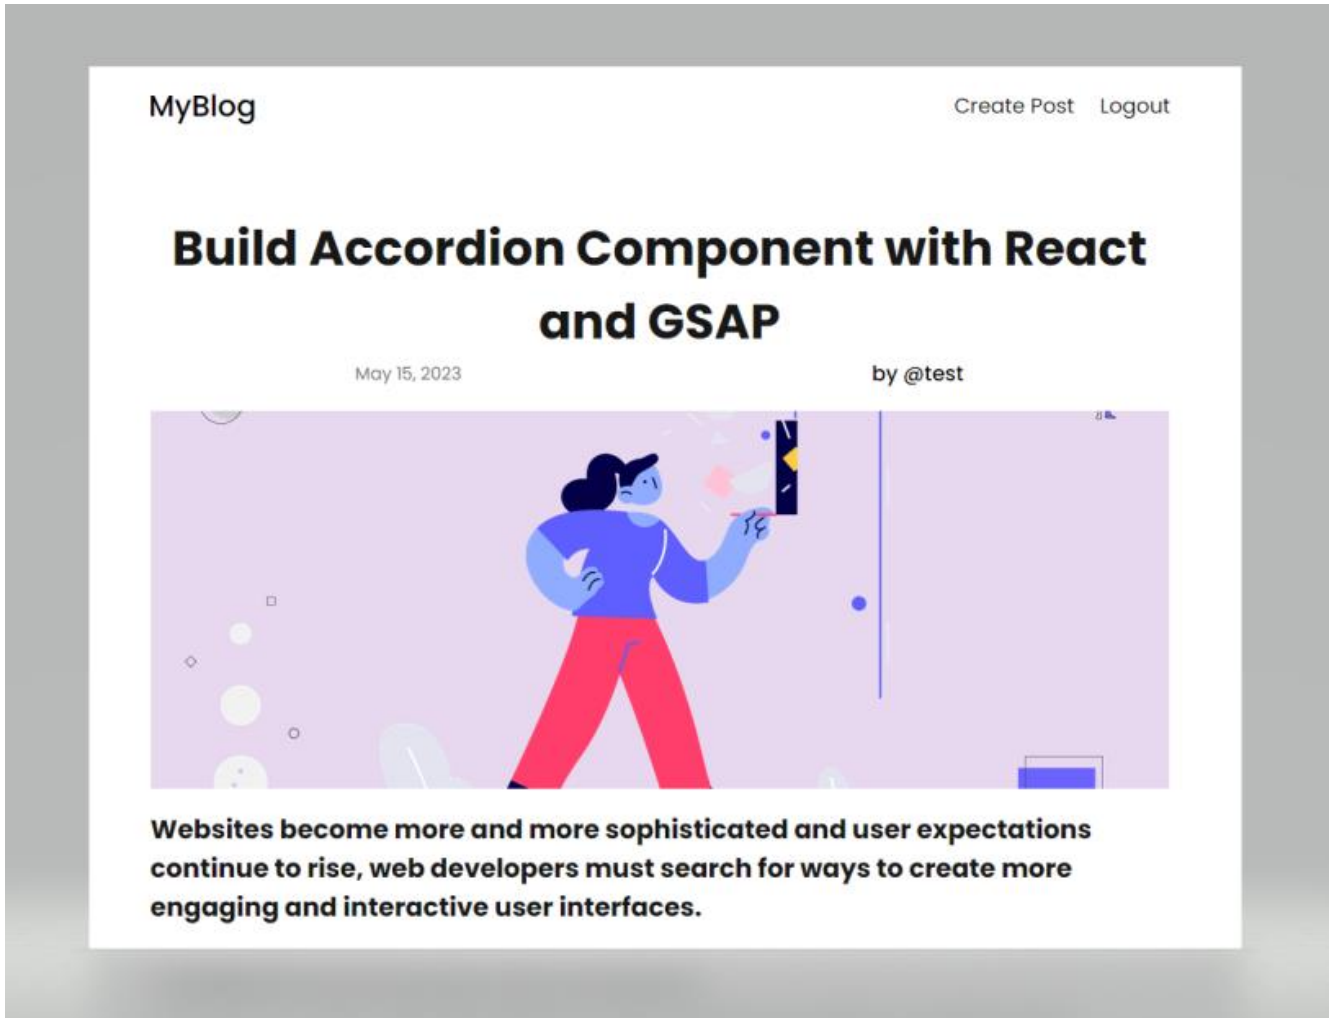 MyBlog
Create Post
Logout
Build Accordion Component with React
and GSAP
May 15, 2023
by @test
Websites become more and more sophisticated and user expectations
continue to rise, web developers must search for ways to create more
engaging and interactive user interfaces.